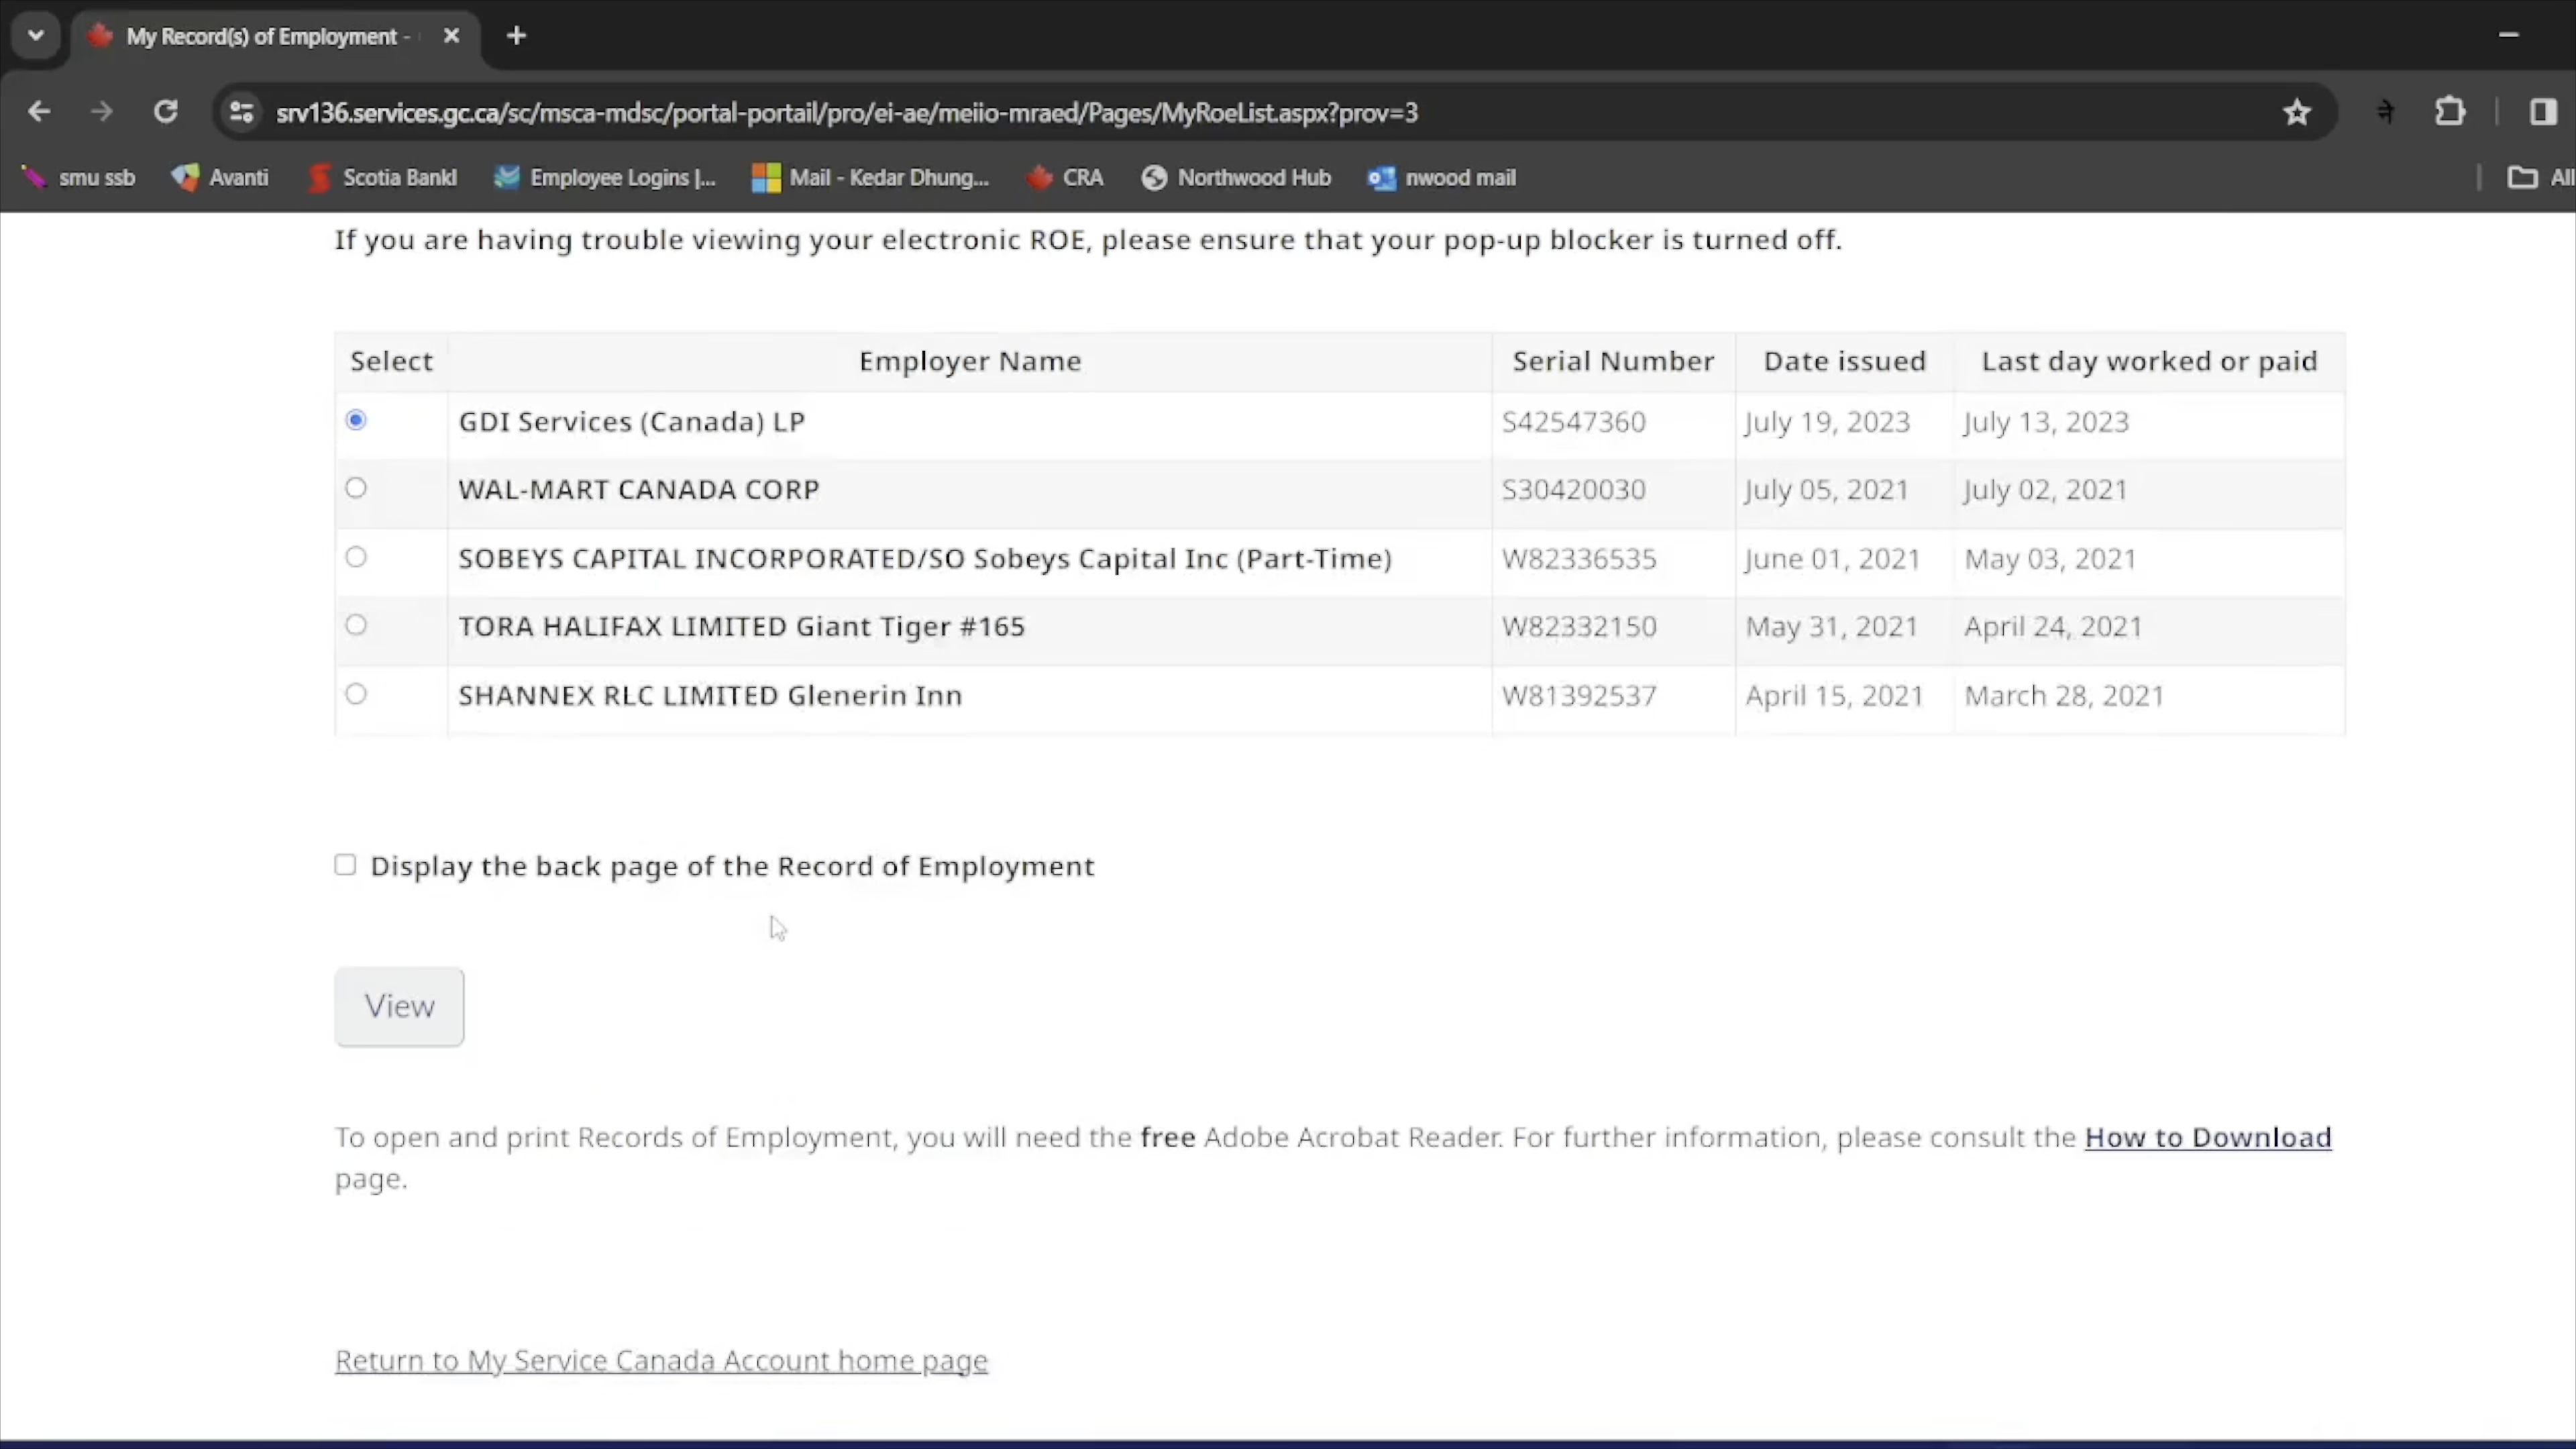 My Record(s) of Employment -
srv136.services.gc.ca/sc/msca-mdsc/portal-portail/pro/ei-ae/meiio-mraed/Pages/MyRoeList.aspx?prov=3
ने
smu ssb Avanti Scotia Bankl Employee Logins |... Mail - Kedar Dhung... CRA Northwood Hub nwood mail All
If you are having trouble viewing your electronic ROE, please ensure that your pop-up blocker is turned off.
Select Employer Name Serial Number Date issued Last day worked or paid
GDI Services (Canada) LP S42547360 July 19, 2023 July 13, 2023
WAL-MART CANADA CORP S30420030 July 05, 2021 July 02, 2021
SOBEYS CAPITAL INCORPORATED/SO Sobeys Capital Inc (Part-Time) W82336535 June 01, 2021 May 03, 2021
TORA HALIFAX LIMITED Giant Tiger #165 W82332150 May 31, 2021 April 24, 2021
SHANNEX RLC LIMITED Glenerin Inn W81392537 April 15, 2021 March 28, 2021
Display the back page of the Record of Employment
View
To open and print Records of Employment, you will need the free Adobe Acrobat Reader. For further information, please consult the How to Download
page.
Return to My Service Canada Account home page